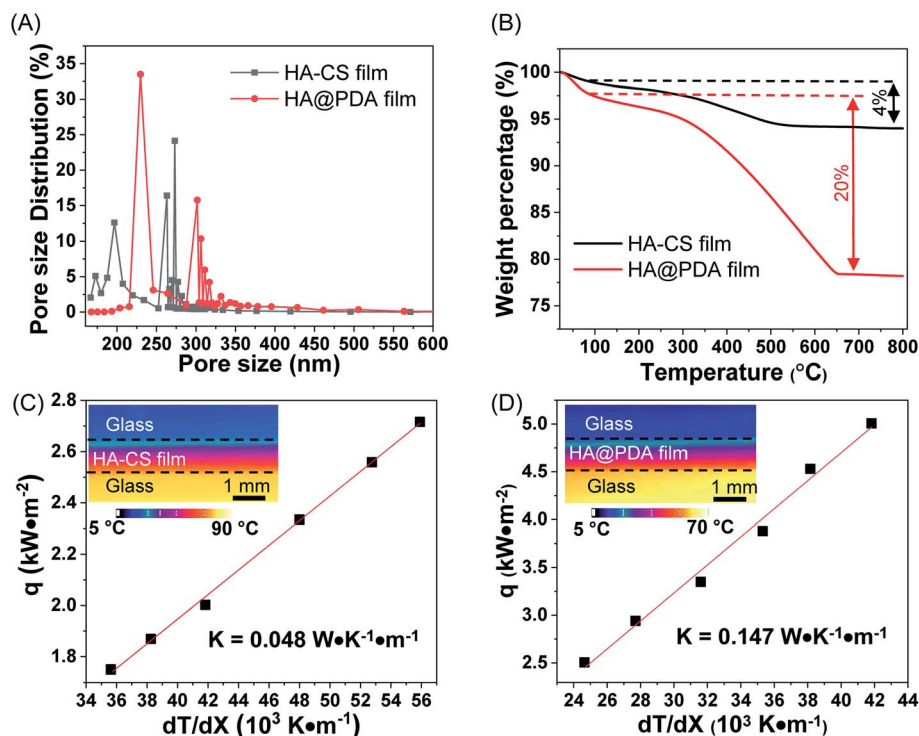 (A)
Pore size Distribution (%)
35
30
25
20
15
10
5
0
200 250 300 350 400 450 500 550 600
Pore size (nm)
HA-CS film
HA@PDA film
(B)
Weight percentage (%)
100
95
90
85
80
75
100 200 300 400 500 600 700 800
Temperature (°C)
HA-CS film
HA@PDA film
4%
20%
(C)
q (kW•m-2)
2.8
2.6
2.4
2.2
2.0
1.8
34 36 38 40 42 44 46 48 50 52 54 56
dT/dX (10³ K•m-1)
Glass
HA-CS film
Glass
1 mm
5 °C 90 °C
K = 0.048 W•K-1•m-1
(D)
q (kW•m-2)
5.0
4.5
4.0
3.5
3.0
2.5
24 26 28 30 32 34 36 38 40 42 44
dT/dX (10³ K•m-1)
Glass
HA@PDA film
Glass
1 mm
5 °C 70 °C
K = 0.147 W•K-1•m-1